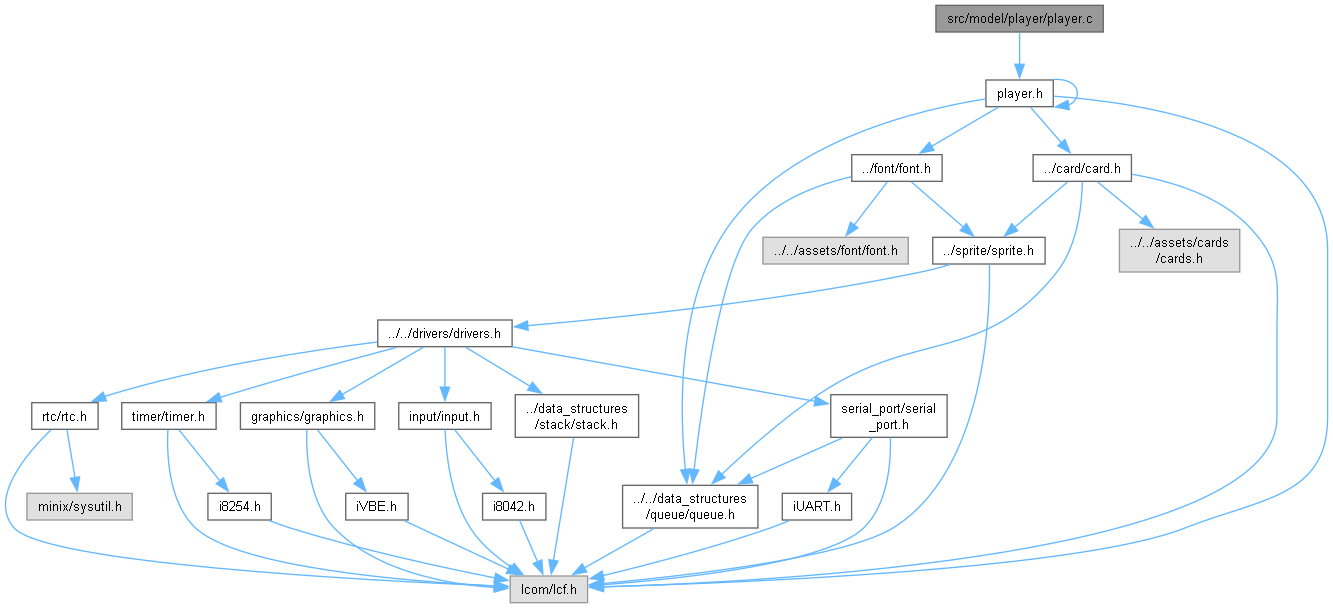 src/model/player/player.c
player.h
../font/font.h
../card/card.h
../../assets/font/font.h
../sprite/sprite.h
../../assets/cards
/cards.h
../../drivers/drivers.h
rtc/rtc.h
timer/timer.h
graphics/graphics.h
input/input.h
../data_structures
/stack/stack.h
serial_port/serial
_port.h
minix/sysutil.h
i8254.h
iVBE.h
i8042.h
../../data_structures
/queue/queue.h
iUART.h
lcom/lcf.h